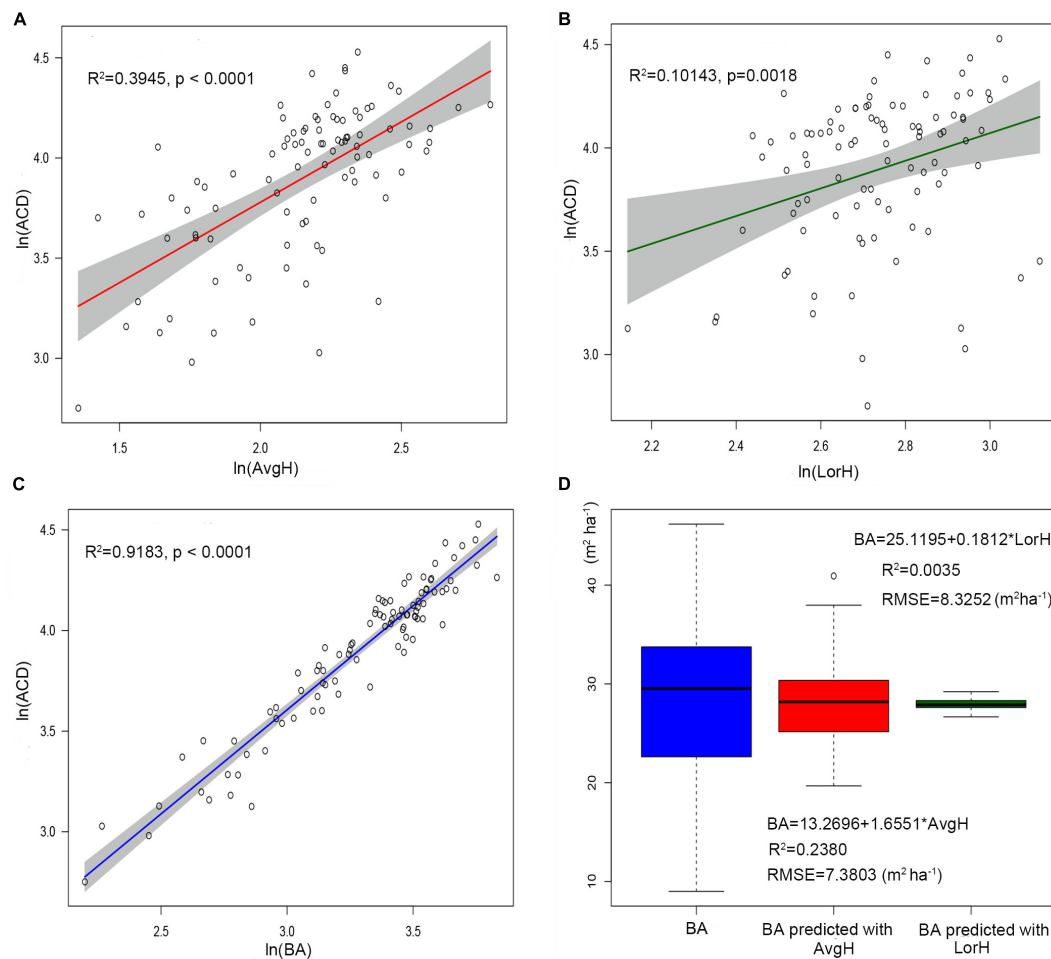 A
R²=0.3945, p < 0.0001
4.5
4.0
3.5
3.0
ln(ACD)
1.5 2.0 2.5
ln(AvgH)
B
R²=0.10143, p=0.0018
4.5
4.0
3.5
3.0
ln(ACD)
2.2 2.4 2.6 2.8 3.0
ln(LorH)
C
R²=0.9183, p < 0.0001
4.5
4.0
3.5
3.0
ln(ACD)
2.5 3.0 3.5
ln(BA)
D
(m² ha⁻¹)
40
30
20
10
BA=25.1195+0.1812*LorH
R²=0.0035
RMSE=8.3252 (m²ha⁻¹)
BA=13.2696+1.6551*AvgH
R²=0.2380
RMSE=7.3803 (m² ha⁻¹)
BA
BA predicted with
AvgH
BA predicted with
LorH